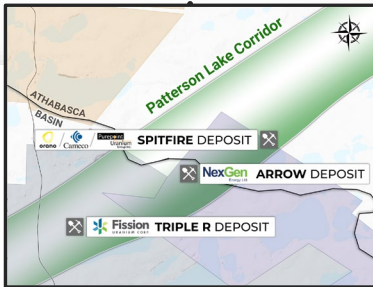 Patterson Lake Corridor
ATHABASCA
BASIN
orano Cameco Purepoint Uranium SPITFIRE DEPOSIT
NexGen Energy Ltd. ARROW DEPOSIT
Fission URANIUM CORP. TRIPLE R DEPOSIT